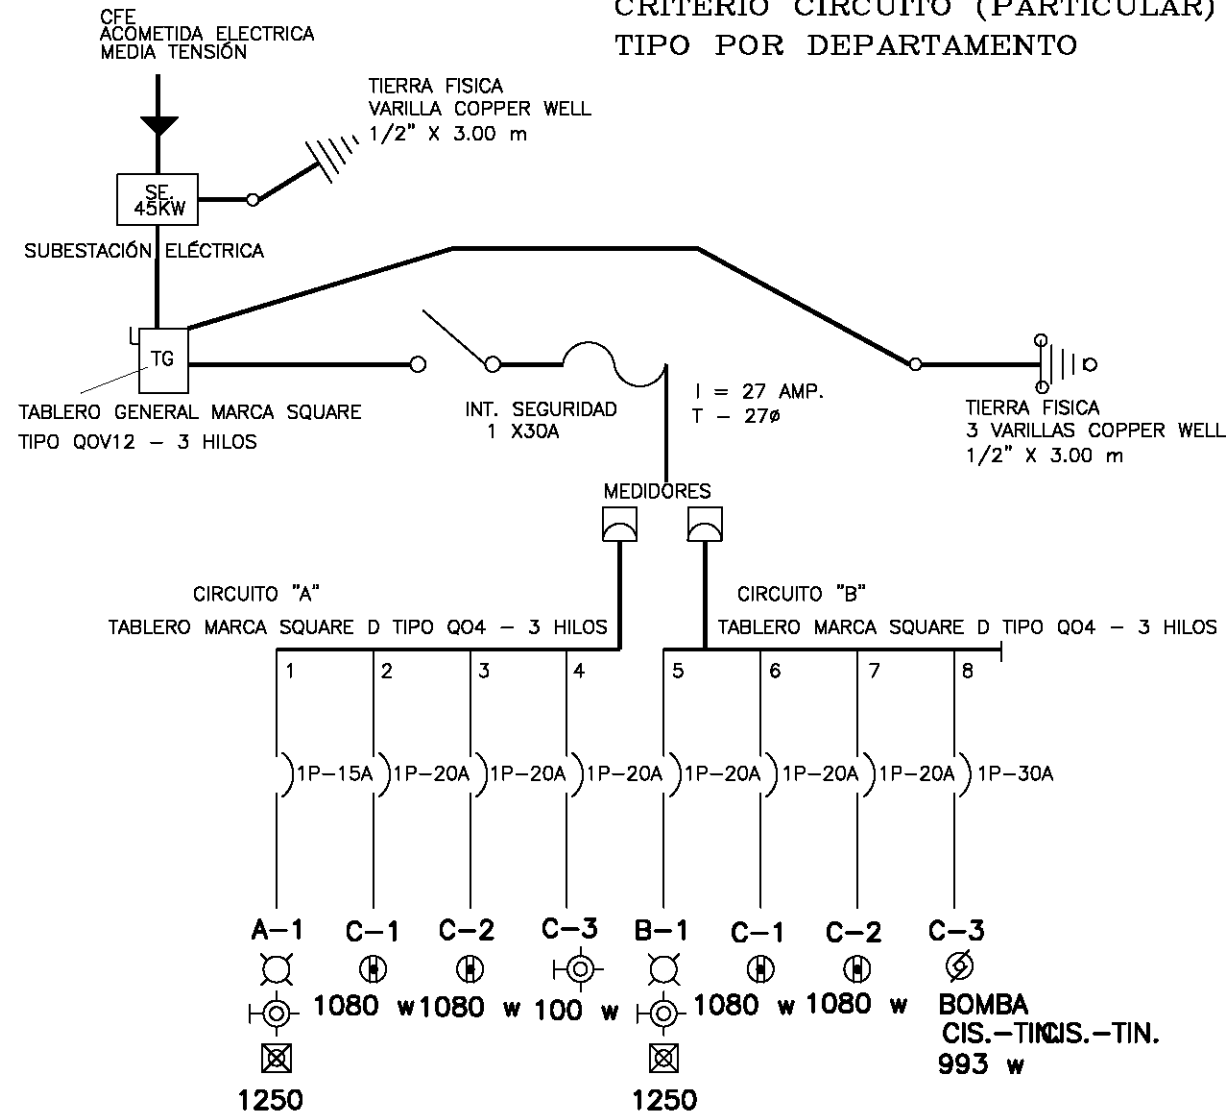 CRITERIO CIRCUITO (PARTICULAR)
TIPO POR DEPARTAMENTO
CFE
ACOMETIDA ELECTRICA
MEDIA TENSIÓN
TIERRA FISICA
VARILLA COPPER WELL
1/2" X 3.00 m
SE.
45KW
SUBESTACIÓN ELÉCTRICA
TG
TABLERO GENERAL MARCA SQUARE
TIPO QOV12 - 3 HILOS
INT. SEGURIDAD
1 X30A
I = 27 AMP.
T - 27ø
TIERRA FISICA
3 VARILLAS COPPER WELL
1/2" X 3.00 m
MEDIDORES
CIRCUITO "A"
TABLERO MARCA SQUARE D TIPO QO4 - 3 HILOS
CIRCUITO "B"
TABLERO MARCA SQUARE D TIPO QO4 - 3 HILOS
1 2 3 4 5 6 7 8
1P-15A 1P-20A 1P-20A 1P-20A 1P-20A 1P-20A 1P-20A 1P-30A
A-1 C-1 C-2 C-3 B-1 C-1 C-2 C-3
1080 w 1080 w 100 w 1080 w 1080 w BOMBA
CIS.-TIN. CIS.-TIN.
993 w
1250 1250